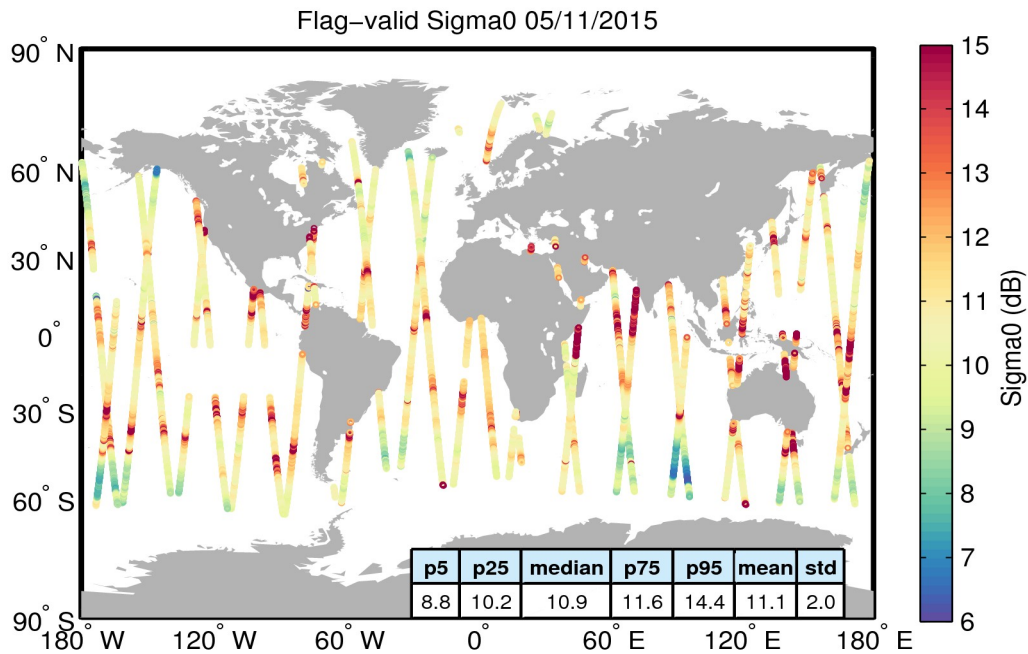 Flag−valid Sigma0 05/11/2015
90° N
60° N
30° N
0°
30° S
60° S
90° S
180° W
120° W
60° W
0°
60° E
120° E
180° E
15
14
13
12
11
10
9
8
7
6
Sigma0 (dB)
p5 p25 median p75 p95 mean std
8.8 10.2 10.9 11.6 14.4 11.1 2.0